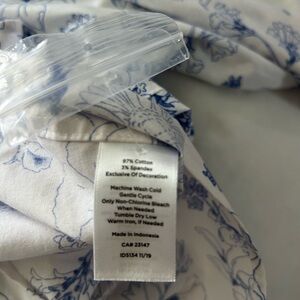 97% Cotton
3% Spandex
Exclusive Of Decoration
Machine Wash Cold
Gentle Cycle
Only Non-Chlorine Bleach
When Needed
Tumble Dry Low
Warm Iron, If Needed
Made in Indonesia
CAR 23147
ID5134 11/19